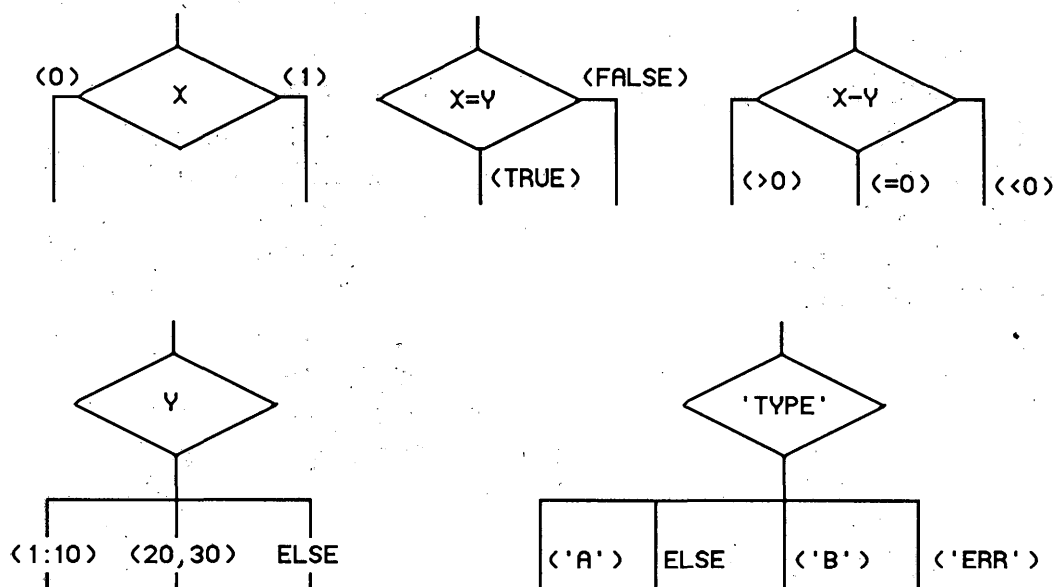 (0) X (1)
X=Y (FALSE)
(TRUE)
X-Y
(>0) (=0) (<0)
Y
(1:10) (20,30) ELSE
'TYPE'
('A') ELSE ('B') ('ERR')